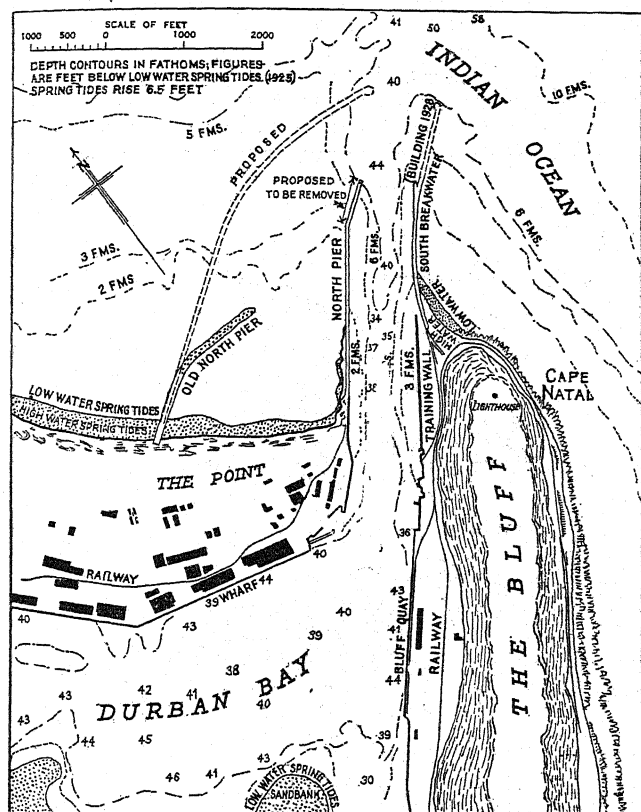 SCALE OF FEET
1000 500 0 1000 2000
DEPTH CONTOURS IN FATHOMS; FIGURES
ARE FEET BELOW LOW WATER SPRING TIDES. (1925)
SPRING TIDES RISE 6.5 FEET
41
50
58
40
INDIAN
OCEAN
10 FMS.
5 FMS.
PROPOSED
N
44
BUILDING 1928
PROPOSED
TO BE REMOVED
6 FMS.
3 FMS.
2 FMS.
NORTH PIER
6 FMS.
40
SOUTH BREAKWATER
LOW WATER
HIGH
WATER
OLD NORTH PIER
34
35
37
2 FMS.
38
3 FMS.
TRAINING WALL
CAPE
NATAL
LIGHTHOUSE
LOW WATER SPRING TIDES
HIGH WATER SPRING TIDES
THE POINT
RAILWAY
39 WHARF 44
40
36
40
43
40
39
43
41
BLUFF QUAY
RAILWAY
THE BLUFF
38
DURBAN BAY
43
42
41
40
44
43
44
45
39
46
41
43
30
LOW WATER SPRING TIDES
SANDBANK